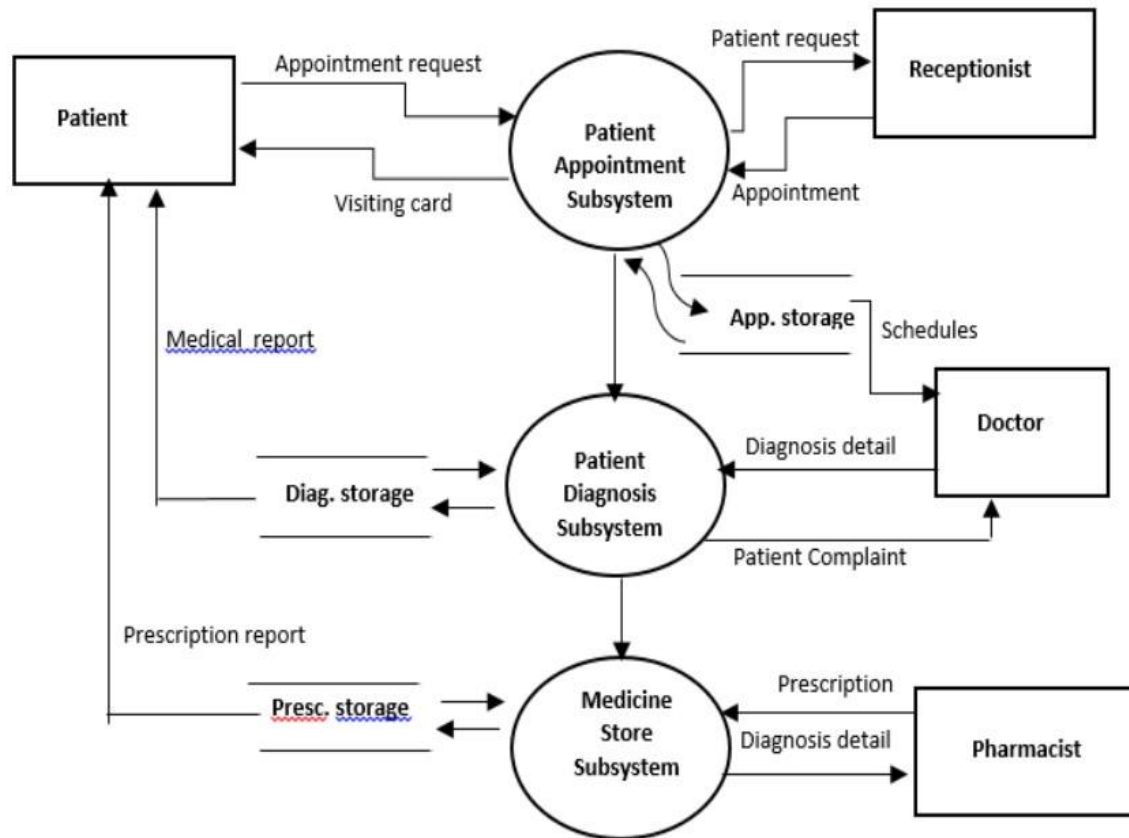 Patient request
Appointment request
Receptionist
Patient
Patient
Appointment
Subsystem
Visiting card
Appointment
App. storage
Medical report
Schedules
Doctor
Patient
Diagnosis
Subsystem
Diagnosis detail
Diag. storage
Patient Complaint
Prescription report
Presc. storage
Medicine
Store
Subsystem
Prescription
Diagnosis detail
Pharmacist